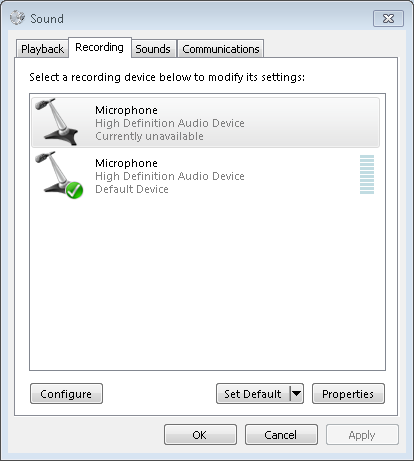 Sound
Playback Recording Sounds Communications
Select a recording device below to modify its settings:
Microphone
High Definition Audio Device
Currently unavailable
Microphone
High Definition Audio Device
Default Device
Configure Set Default Properties
OK Cancel Apply